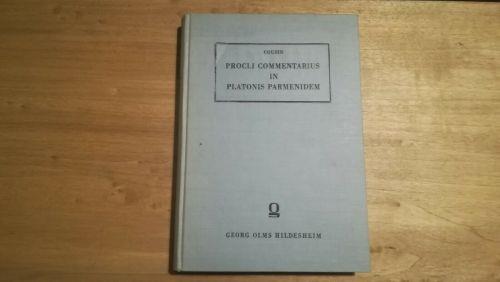 COUSIN
PROCLI COMMENTARIUS
IN
PLATONIS PARMENIDEM
GEORG OLMS HILDESHEIM